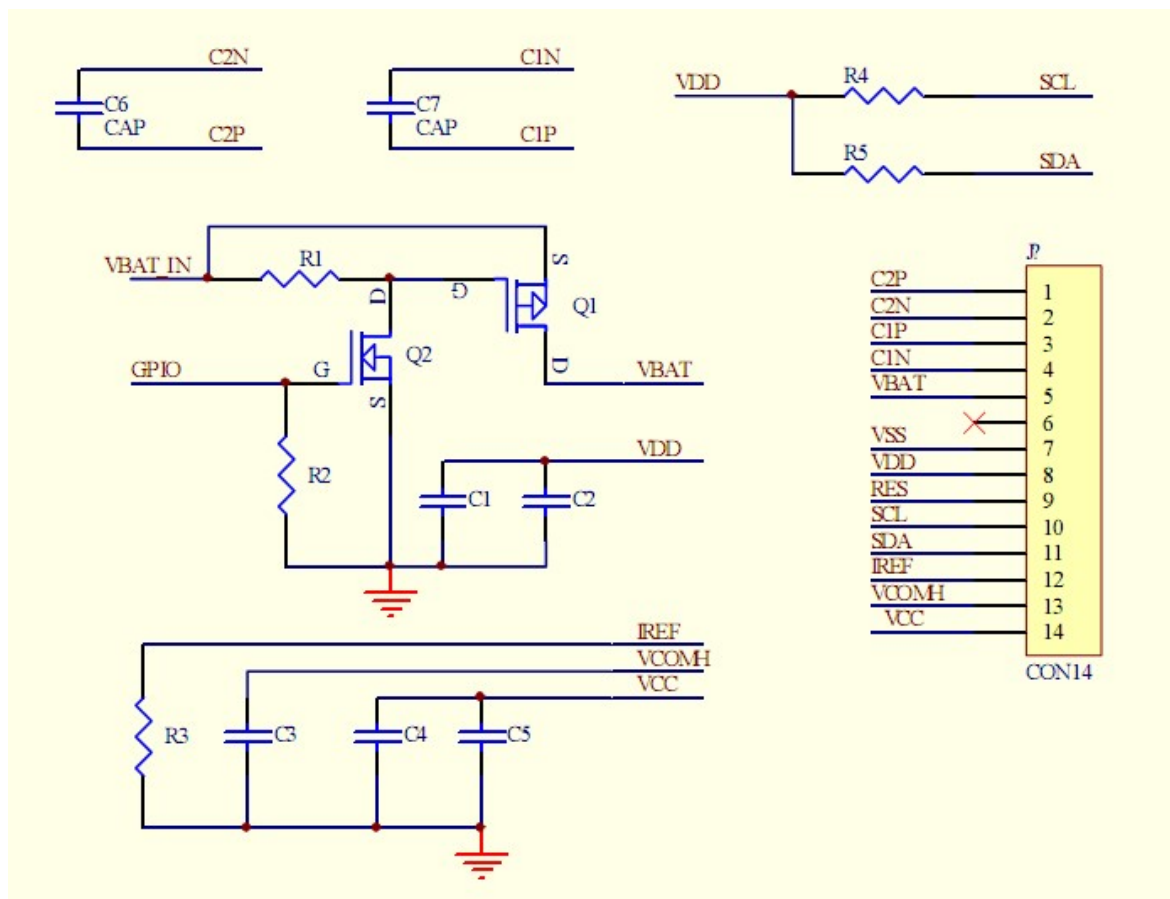 C2N
C6
CAP
C2P
C1N
C7
CAP
C1P
VDD
R4
SCL
R5
SDA
VBAT_IN
R1
D
G
S
Q1
D
VBAT
GPIO
G
Q2
S
R2
VDD
C1
C2
IREF
VCOMH
VCC
R3
C3
C4
C5
J?
C2P 1
C2N 2
C1P 3
C1N 4
VBAT 5
6
VSS 7
VDD 8
RES 9
SCL 10
SDA 11
IREF 12
VCOMH 13
VCC 14
CON14